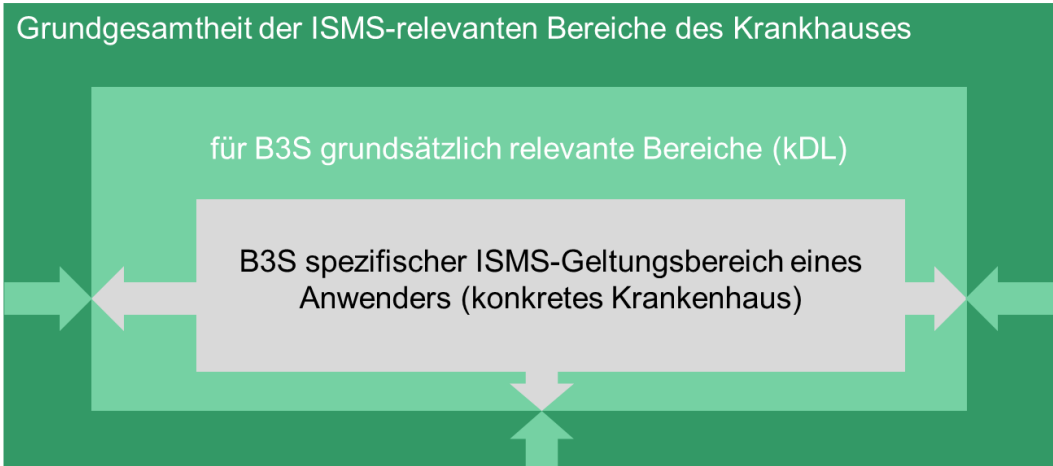 Grundgesamtheit der ISMS-relevanten Bereiche des Krankhauses
für B3S grundsätzlich relevante Bereiche (kDL)
B3S spezifischer ISMS-Geltungsbereich eines
Anwenders (konkretes Krankenhaus)